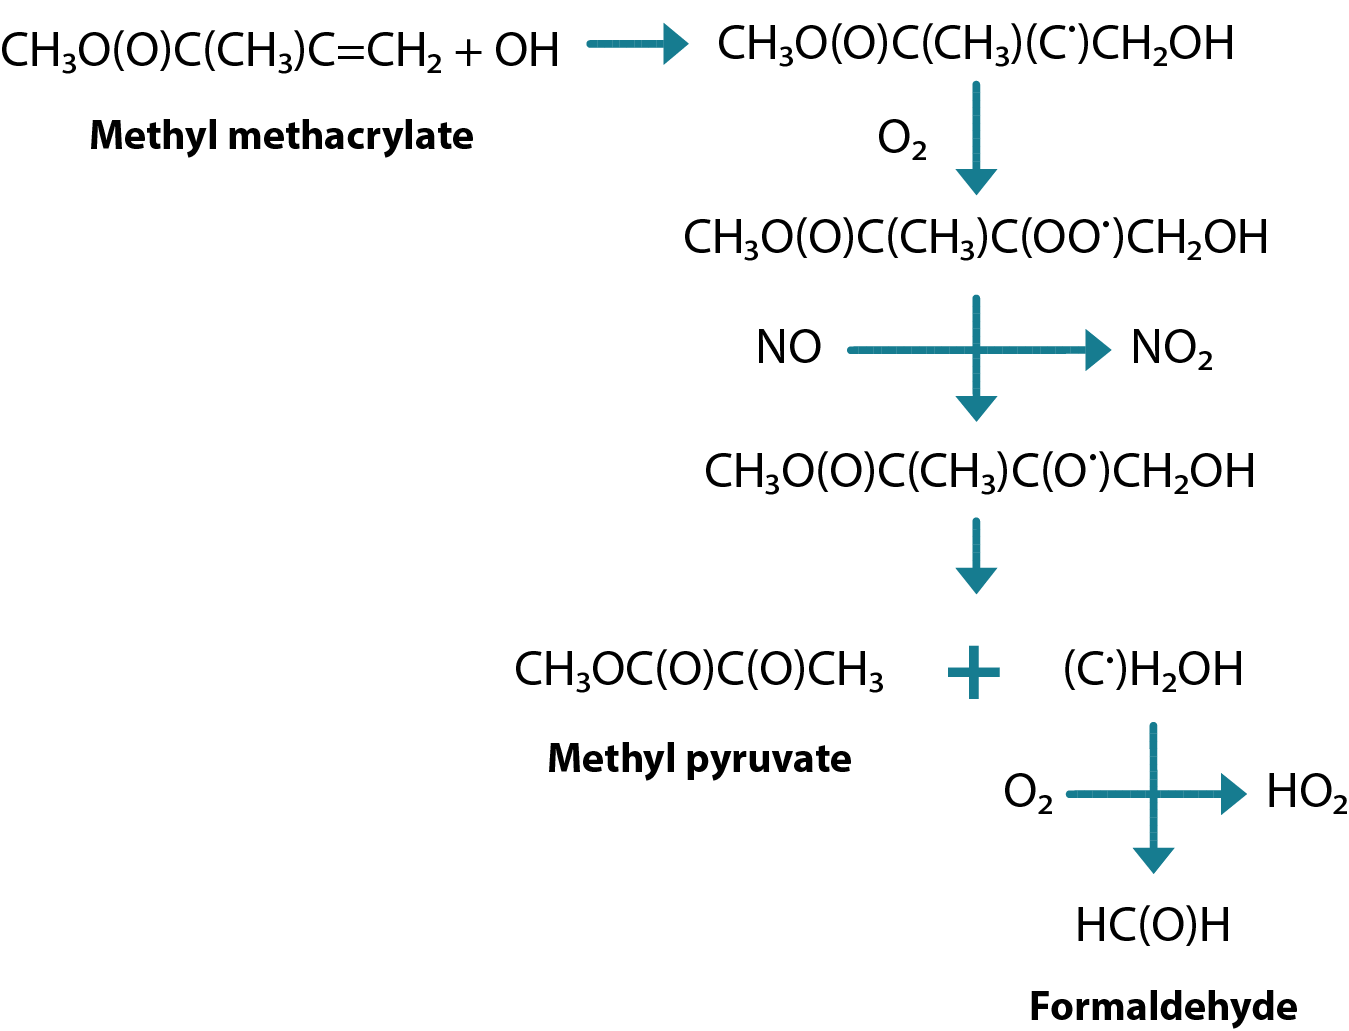 CH₃O(O)C(CH₃)C=CH₂ + OH → CH₃O(O)C(CH₃)(C•)CH₂OH
Methyl methacrylate
O₂
CH₃O(O)C(CH₃)C(OO•)CH₂OH
NO → NO₂
CH₃O(O)C(CH₃)C(O•)CH₂OH
CH₃OC(O)C(O)CH₃ + (C•)H₂OH
Methyl pyruvate
O₂ → HO₂
HC(O)H
Formaldehyde